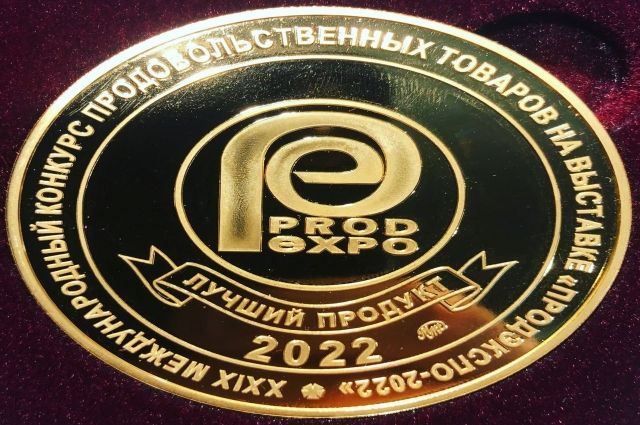 XXIX МЕЖДУНАРОДНЫЙ КОНКУРС ПРОДОВОЛЬСТВЕННЫХ ТОВАРОВ НА ВЫСТАВКЕ «ПРОДЭКСПО-2022»
PROD
expo
ЛУЧШИЙ ПРОДУКТ
2022